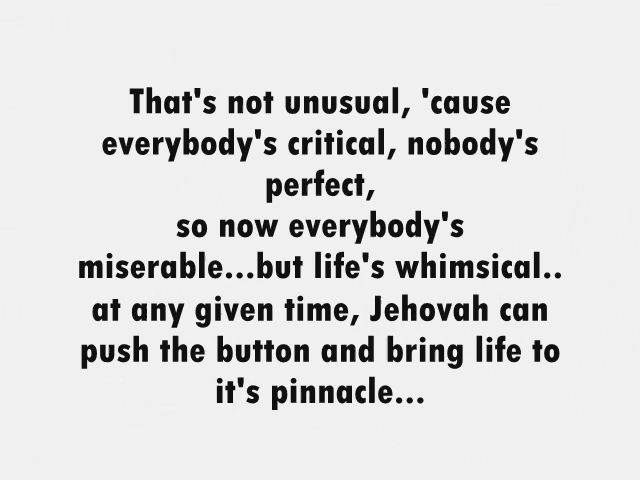 That's not unusual, 'cause
everybody's critical, nobody's
perfect,
so now everybody's
miserable...but life's whimsical..
at any given time, Jehovah can
push the button and bring life to
it's pinnacle...